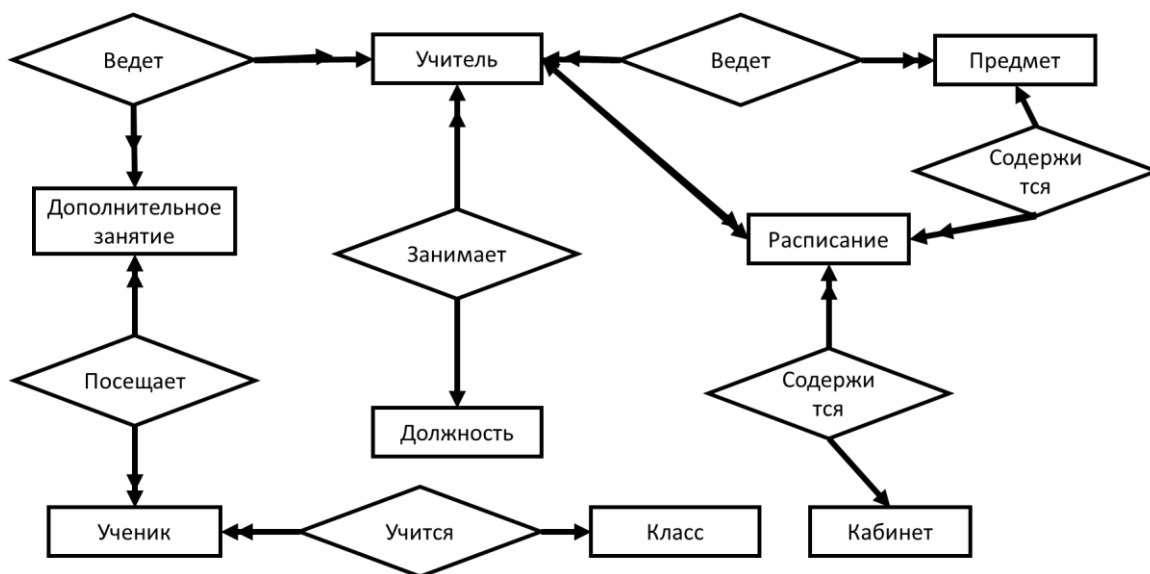 Ведет
Учитель
Ведет
Предмет
Содержи
тся
Дополнительное
занятие
Занимает
Расписание
Посещает
Содержи
тся
Должность
Ученик
Учится
Класс
Кабинет